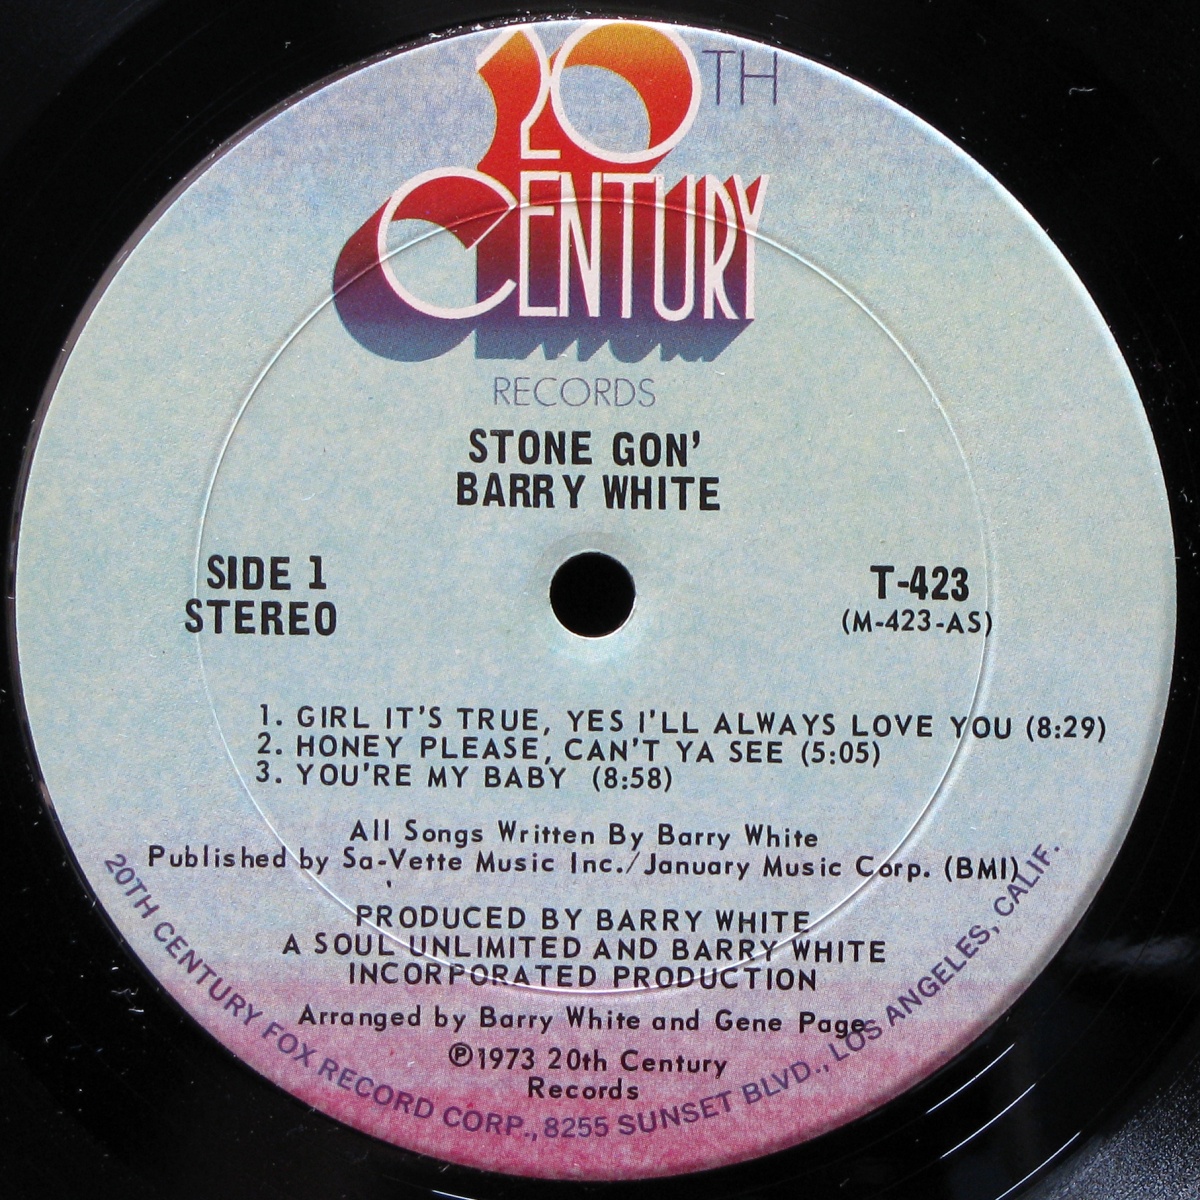 20TH
CENTURY
RECORDS
STONE GON'
BARRY WHITE
SIDE 1
STEREO
T-423
(M-423-AS)
1. GIRL IT'S TRUE, YES I'LL ALWAYS LOVE YOU (8:29)
2. HONEY PLEASE, CAN'T YA SEE (5:05)
3. YOU'RE MY BABY (8:58)
All Songs Written By Barry White
Published by Sa-Vette Music Inc./January Music Corp. (BMI)
PRODUCED BY BARRY WHITE
A SOUL UNLIMITED AND BARRY WHITE
INCORPORATED PRODUCTION
Arranged by Barry White and Gene Page
℗1973 20th Century
Records
20TH CENTURY FOX RECORD CORP., 8255 SUNSET BLVD., LOS ANGELES, CALIF.